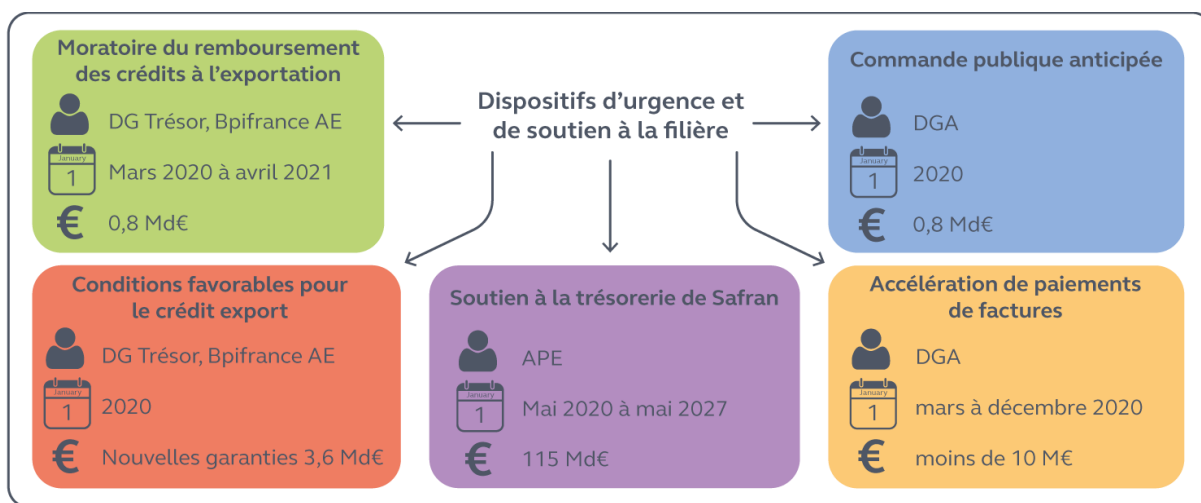 Moratoire du remboursement
des crédits à l'exportation
DG Trésor, Bpifrance AE
January
1
Mars 2020 à avril 2021
€
0,8 Md€
Dispositifs d'urgence et
de soutien à la filière
Commande publique anticipée
DGA
January
1
2020
€
0,8 Md€
Conditions favorables pour
le crédit export
DG Trésor, Bpifrance AE
January
1
2020
€
Nouvelles garanties 3,6 Md€
Soutien à la trésorerie de Safran
APE
January
1
Mai 2020 à mai 2027
€
115 Md€
Accélération de paiements
de factures
DGA
January
1
mars à décembre 2020
€
moins de 10 M€